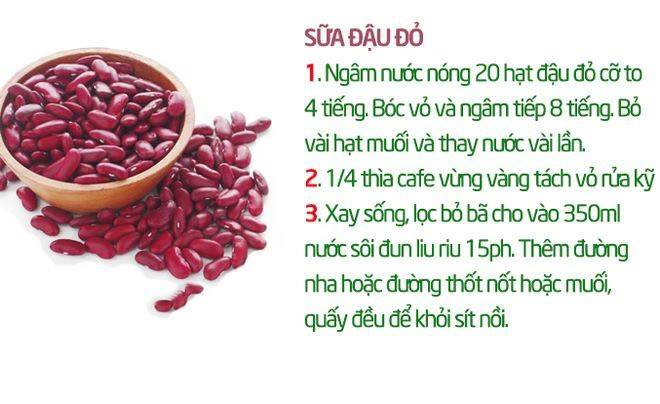 SỮA ĐẬU ĐỎ
1. Ngâm nước nóng 20 hạt đậu đỏ cỡ to
4 tiếng. Bóc vỏ và ngâm tiếp 8 tiếng. Bỏ
vài hạt muối và thay nước vài lần.
2. 1/4 thìa cafe vừng vàng tách vỏ rửa kỹ
3. Xay sống, lọc bỏ bã cho vào 350ml
nước sôi đun liu riu 15ph. Thêm đường
nha hoặc đường thốt nốt hoặc muối,
quấy đều để khỏi sít nồi.